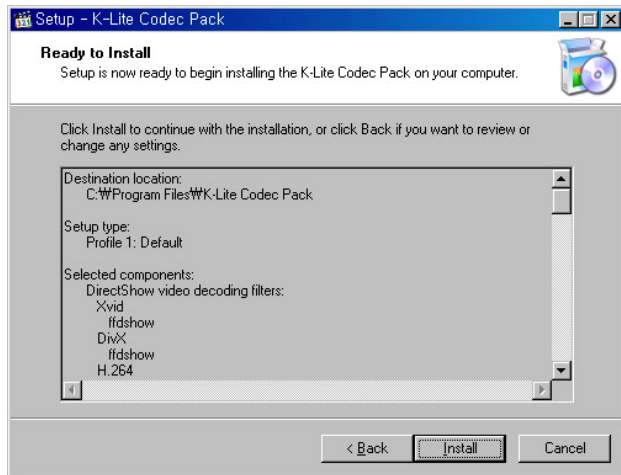 Setup - K-Lite Codec Pack
Ready to Install
Setup is now ready to begin installing the K-Lite Codec Pack on your computer.
Click Install to continue with the installation, or click Back if you want to review or
change any settings.
Destination location:
C:₩Program Files₩K-Lite Codec Pack
Setup type:
Profile 1: Default
Selected components:
DirectShow video decoding filters:
Xvid
ffdshow
DivX
ffdshow
H.264
< Back
Install
Cancel